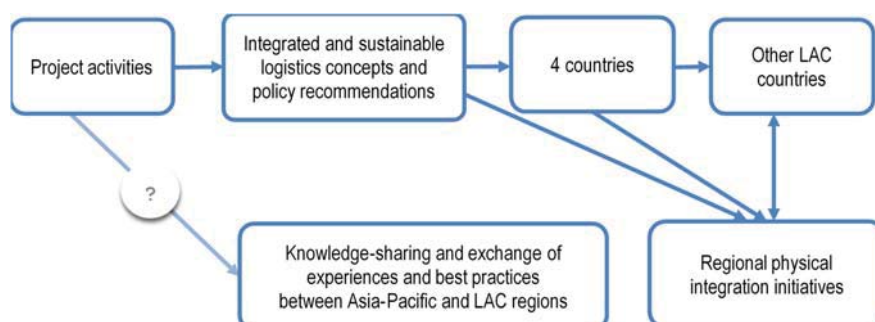 Project activities
Integrated and sustainable
logistics concepts and
policy recommendations
4 countries
Other LAC
countries
?
Knowledge-sharing and exchange of
experiences and best practices
between Asia-Pacific and LAC regions
Regional physical
integration initiatives